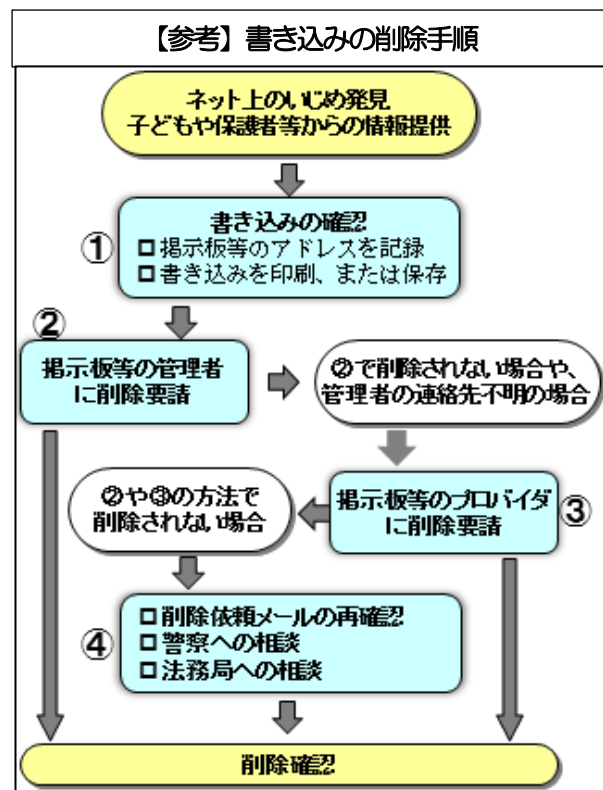 【参考】書き込みの削除手順
ネット上のいじめ発見
子どもや保護者等からの情報提供
①
書き込みの確認
□掲示板等のアドレスを記録
□書き込みを印刷、または保存
②
掲示板等の管理者
に削除要請
②で削除されない場合や、
管理者の連絡先不明の場合
掲示板等のプロバイダ
に削除要請
③
②や③の方法で
削除されない場合
④
□削除依頼メールの再確認
□警察への相談
□法務局への相談
削除確認